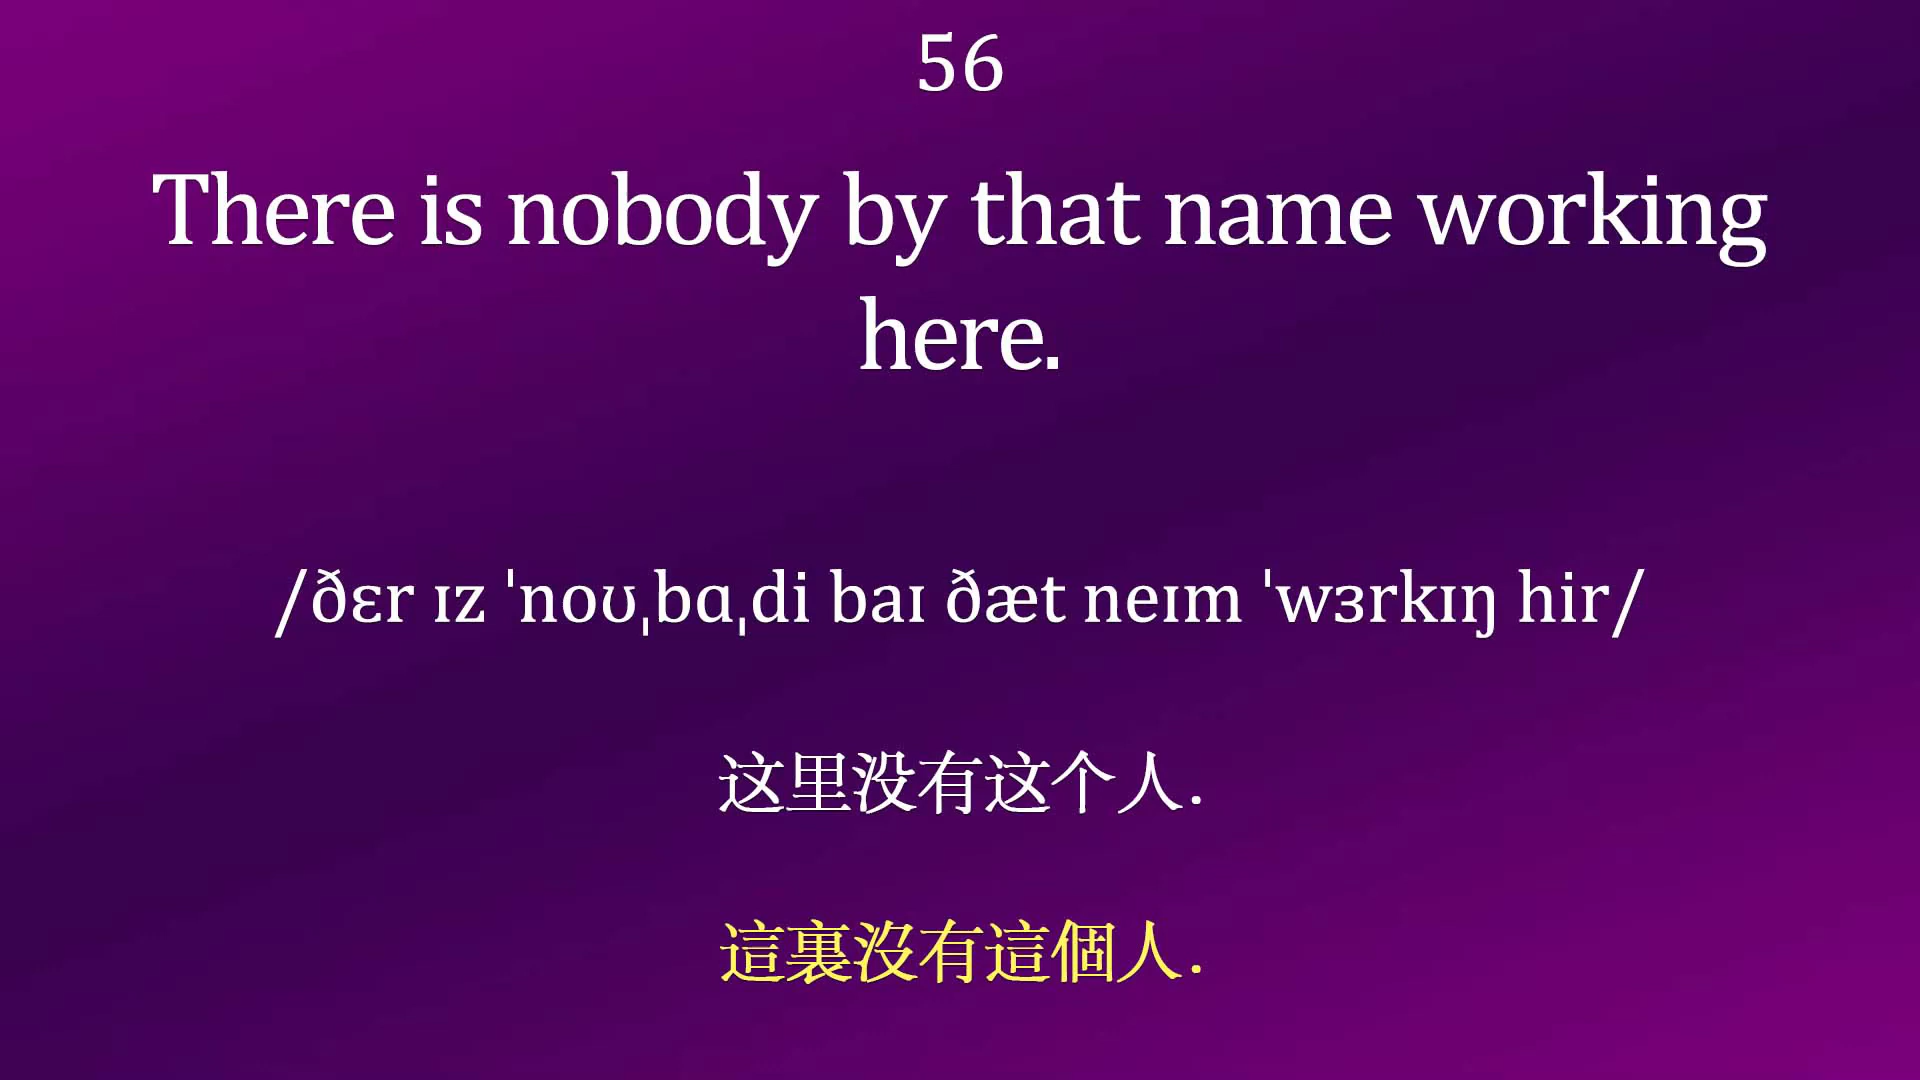 56
There is nobody by that name working
here.
/ðɛr ɪz ˈnoʊˌbɑˌdi baɪ ðæt neɪm ˈwɜrkɪŋ hir/
这里没有这个人.
這裏沒有這個人.